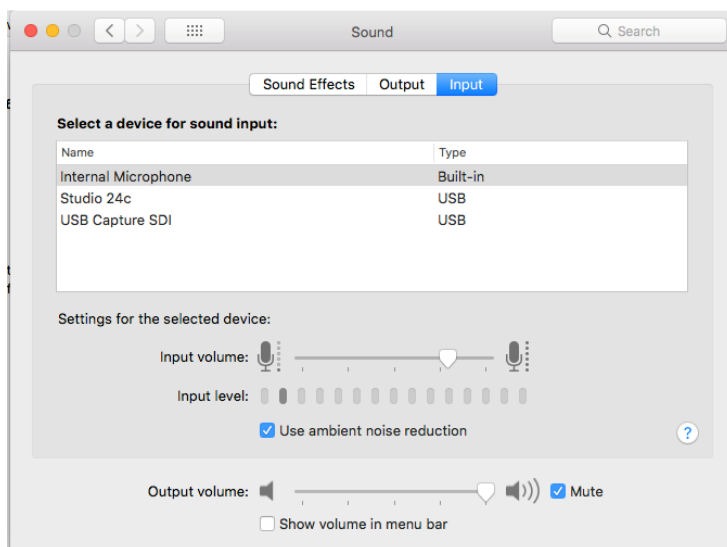 Sound
Search
Sound Effects Output Input
Select a device for sound input:
Name Type
Internal Microphone Built-in
Studio 24c USB
USB Capture SDI USB
Settings for the selected device:
Input volume:
Input level:
Use ambient noise reduction
?
Output volume: Mute
Show volume in menu bar